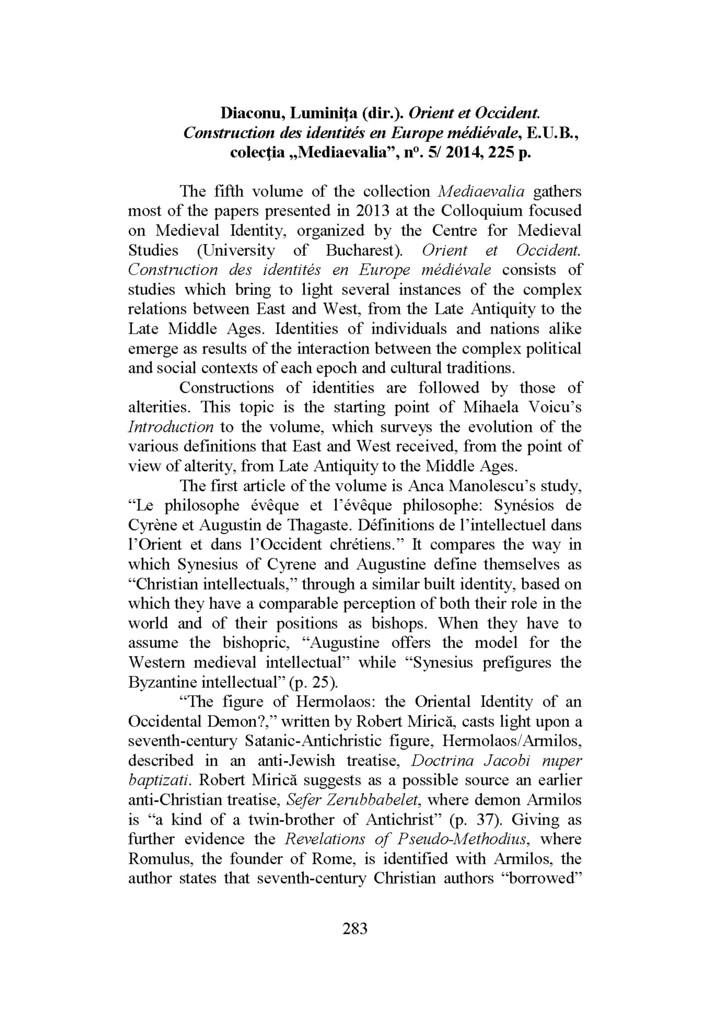 Diaconu, Luminița (dir.). Orient et Occident.
Construction des identités en Europe médiévale, E.U.B.,
colecția „Mediaevalia”, nº. 5/ 2014, 225 p.
The fifth volume of the collection Mediaevalia gathers
most of the papers presented in 2013 at the Colloquium focused
on Medieval Identity, organized by the Centre for Medieval
Studies (University of Bucharest). Orient et Occident.
Construction des identités en Europe médiévale consists of
studies which bring to light several instances of the complex
relations between East and West, from the Late Antiquity to the
Late Middle Ages. Identities of individuals and nations alike
emerge as results of the interaction between the complex political
and social contexts of each epoch and cultural traditions.
Constructions of identities are followed by those of
alterities. This topic is the starting point of Mihaela Voicu’s
Introduction to the volume, which surveys the evolution of the
various definitions that East and West received, from the point of
view of alterity, from Late Antiquity to the Middle Ages.
The first article of the volume is Anca Manolescu’s study,
“Le philosophe évêque et l’évêque philosophe: Synésios de
Cyrène et Augustin de Thagaste. Définitions de l’intellectuel dans
l’Orient et dans l’Occident chrétiens.” It compares the way in
which Synesius of Cyrene and Augustine define themselves as
“Christian intellectuals,” through a similar built identity, based on
which they have a comparable perception of both their role in the
world and of their positions as bishops. When they have to
assume the bishopric, “Augustine offers the model for the
Western medieval intellectual” while “Synesius prefigures the
Byzantine intellectual” (p. 25).
“The figure of Hermolaos: the Oriental Identity of an
Occidental Demon?,” written by Robert Mirică, casts light upon a
seventh-century Satanic-Antichristic figure, Hermolaos/Armilos,
described in an anti-Jewish treatise, Doctrina Jacobi nuper
baptizati. Robert Mirică suggests as a possible source an earlier
anti-Christian treatise, Sefer Zerubbabelet, where demon Armilos
is “a kind of a twin-brother of Antichrist” (p. 37). Giving as
further evidence the Revelations of Pseudo-Methodius, where
Romulus, the founder of Rome, is identified with Armilos, the
author states that seventh-century Christian authors “borrowed”
283